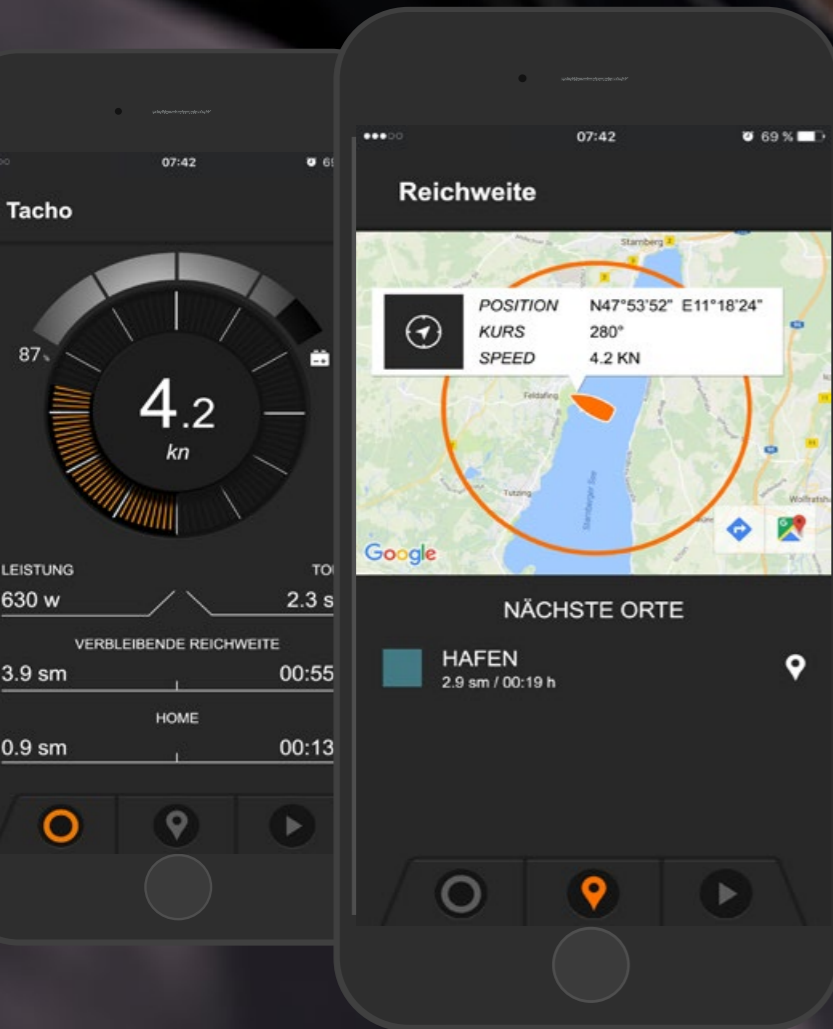 07:42
Tacho
87
4.2
kn
LEISTUNG
630 w
2.3 s
VERBLEIBENDE REICHWEITE
3.9 sm
00:55
HOME
0.9 sm
00:13
07:42
69 %
Reichweite
Starnberg
POSITION N47°53'52" E11°18'24"
KURS 280°
SPEED 4.2 KN
Feldafing
Tutzing
Starnberger See
Google
NÄCHSTE ORTE
HAFEN
2.9 sm / 00:19 h